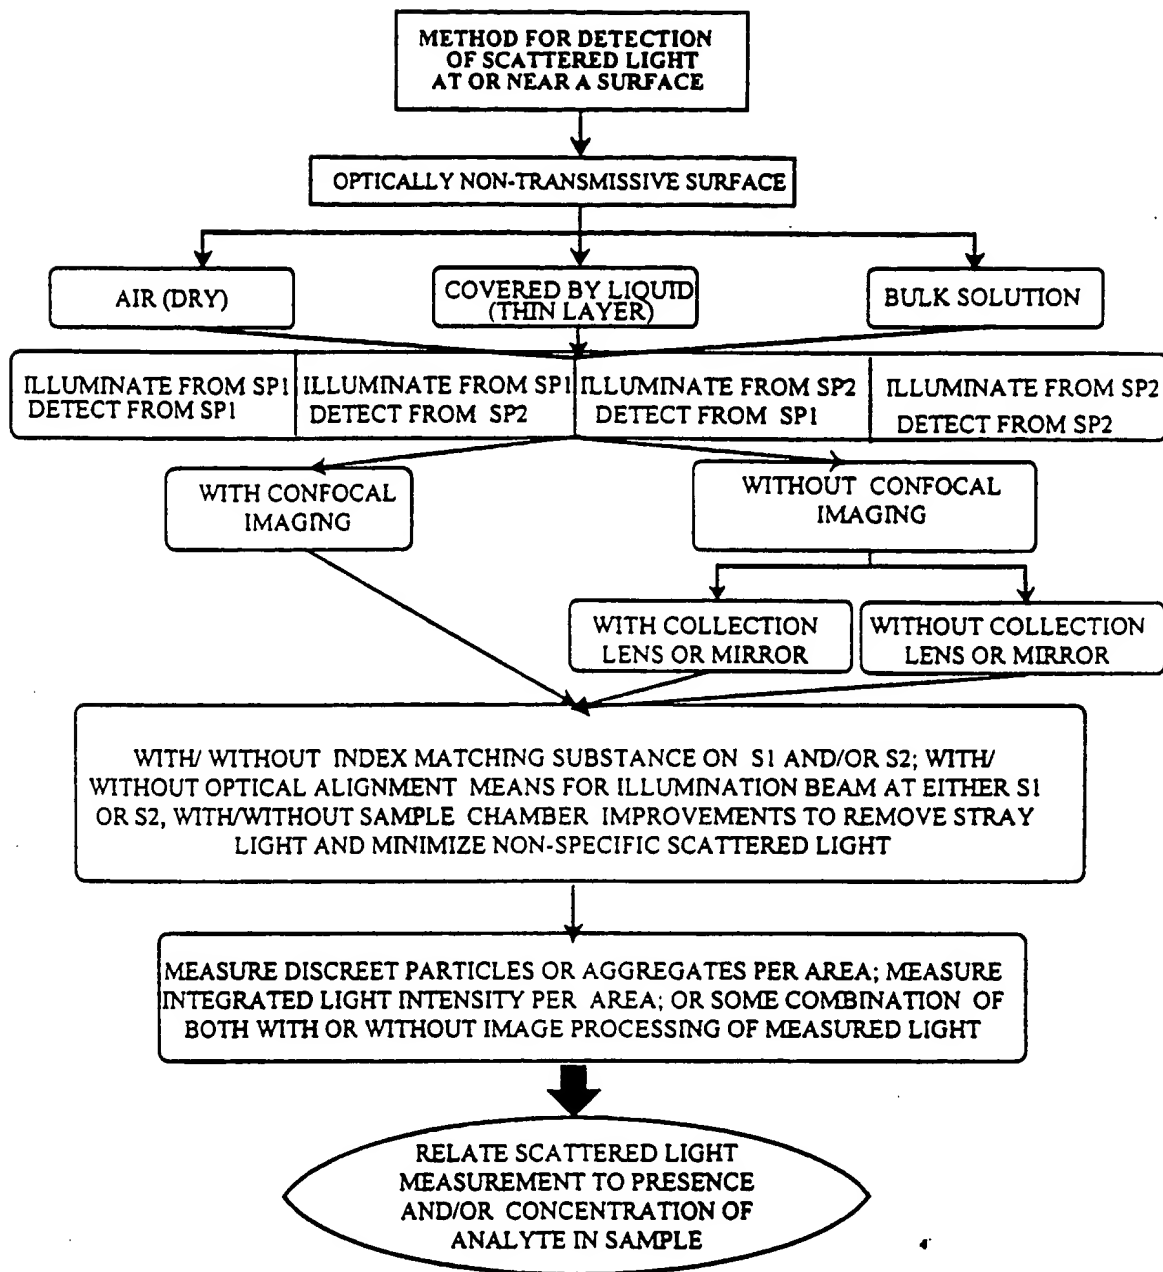 METHOD FOR DETECTION
OF SCATTERED LIGHT
AT OR NEAR A SURFACE
OPTICALLY NON-TRANSMISSIVE SURFACE
AIR (DRY)
COVERED BY LIQUID
(THIN LAYER)
BULK SOLUTION
ILLUMINATE FROM SP1
DETECT FROM SP1
ILLUMINATE FROM SP1
DETECT FROM SP2
ILLUMINATE FROM SP2
DETECT FROM SP1
ILLUMINATE FROM SP2
DETECT FROM SP2
WITH CONFOCAL
IMAGING
WITHOUT CONFOCAL
IMAGING
WITH COLLECTION
LENS OR MIRROR
WITHOUT COLLECTION
LENS OR MIRROR
WITH/ WITHOUT INDEX MATCHING SUBSTANCE ON S1 AND/OR S2; WITH/
WITHOUT OPTICAL ALIGNMENT MEANS FOR ILLUMINATION BEAM AT EITHER S1
OR S2, WITH/WITHOUT SAMPLE CHAMBER IMPROVEMENTS TO REMOVE STRAY
LIGHT AND MINIMIZE NON-SPECIFIC SCATTERED LIGHT
MEASURE DISCREET PARTICLES OR AGGREGATES PER AREA; MEASURE
INTEGRATED LIGHT INTENSITY PER AREA; OR SOME COMBINATION OF
BOTH WITH OR WITHOUT IMAGE PROCESSING OF MEASURED LIGHT
RELATE SCATTERED LIGHT
MEASUREMENT TO PRESENCE
AND/OR CONCENTRATION OF
ANALYTE IN SAMPLE